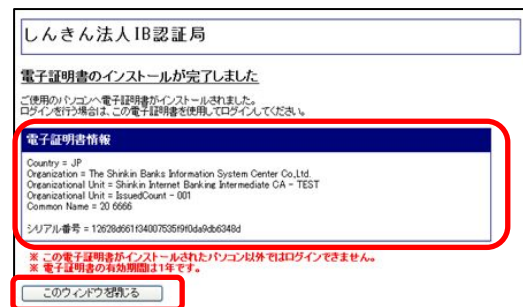 しんきん法人IB認証局
電子証明書のインストールが完了しました
ご使用のパソコンへ電子証明書がインストールされました。
ログインを行う場合は、この電子証明書を使用してログインしてください。
電子証明書情報
Country = JP
Organization = The Shinkin Banks Information System Center Co.,Ltd.
Organizational Unit = Shinkin Internet Banking Intermediate CA - TEST
Organizational Unit = IssuedCount - 001
Common Name = 20 6666
シリアル番号 = 12628d661f34007535f9f0da9db6348d
※ この電子証明書がインストールされたパソコン以外ではログインできません。
※ 電子証明書の有効期間は1年です。
このウィンドウを閉じる